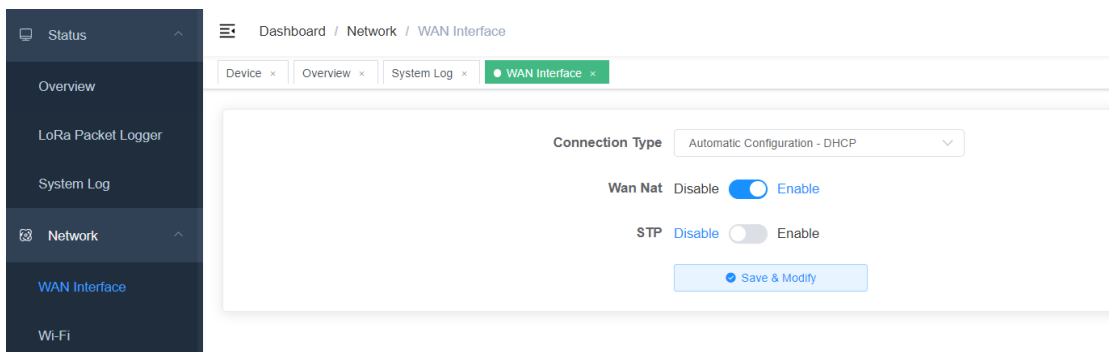 Status
Overview
LoRa Packet Logger
System Log
Network
WAN Interface
Wi-Fi
Dashboard / Network / WAN Interface
Device × Overview × System Log × WAN Interface ×
Connection Type Automatic Configuration - DHCP
Wan Nat Disable Enable
STP Disable Enable
Save & Modify